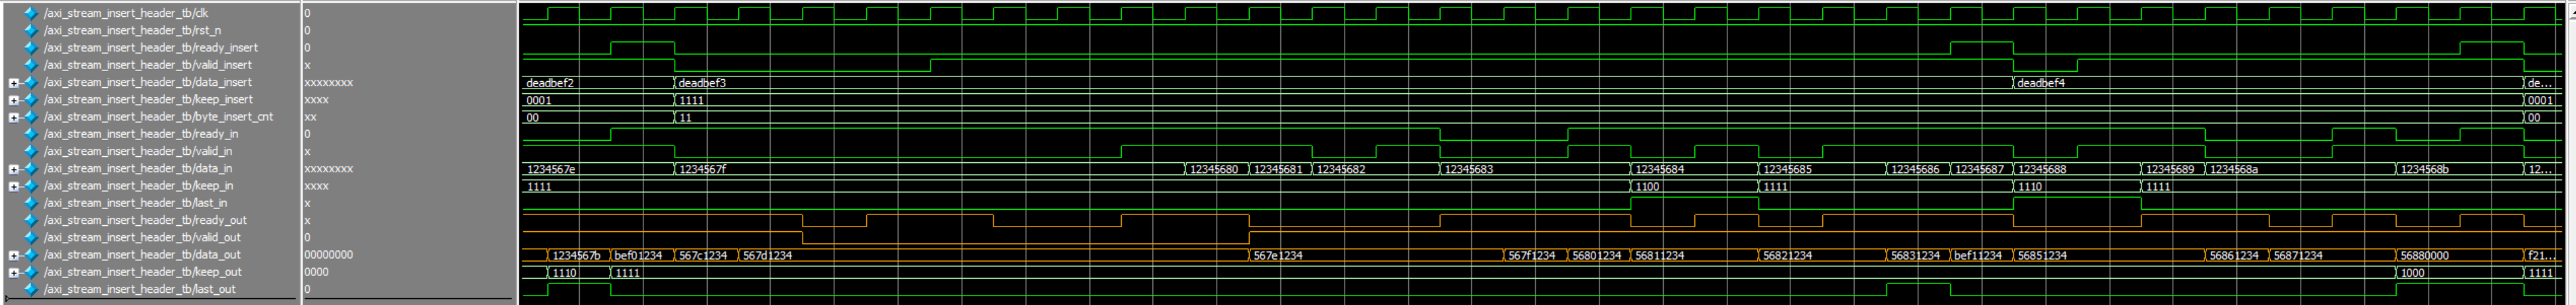 /axi_stream_insert_header_tb/clk 0
/axi_stream_insert_header_tb/rst_n 0
/axi_stream_insert_header_tb/ready_insert 0
/axi_stream_insert_header_tb/valid_insert x
/axi_stream_insert_header_tb/data_insert xxxxxxxx deadbef2 deadbef3 deadbef4 de...
/axi_stream_insert_header_tb/keep_insert xxxx 0001 1111 0001
/axi_stream_insert_header_tb/byte_insert_cnt xx 00 11 00
/axi_stream_insert_header_tb/ready_in 0
/axi_stream_insert_header_tb/valid_in x
/axi_stream_insert_header_tb/data_in xxxxxxxx 1234567e 1234567f 12345680 12345681 12345682 12345683 12345684 12345685 12345686 12345687 12345688 12345689 1234568a 1234568b 12...
/axi_stream_insert_header_tb/keep_in xxxx 1111 1100 1111 1110 1111
/axi_stream_insert_header_tb/last_in x
/axi_stream_insert_header_tb/ready_out x
/axi_stream_insert_header_tb/valid_out 0
/axi_stream_insert_header_tb/data_out 00000000 1234567b bef01234 567c1234 567d1234 567e1234 567f1234 56801234 56811234 56821234 56831234 bef11234 56851234 56861234 56871234 56880000 f21...
/axi_stream_insert_header_tb/keep_out 0000 1110 1111 1000 1111
/axi_stream_insert_header_tb/last_out 0